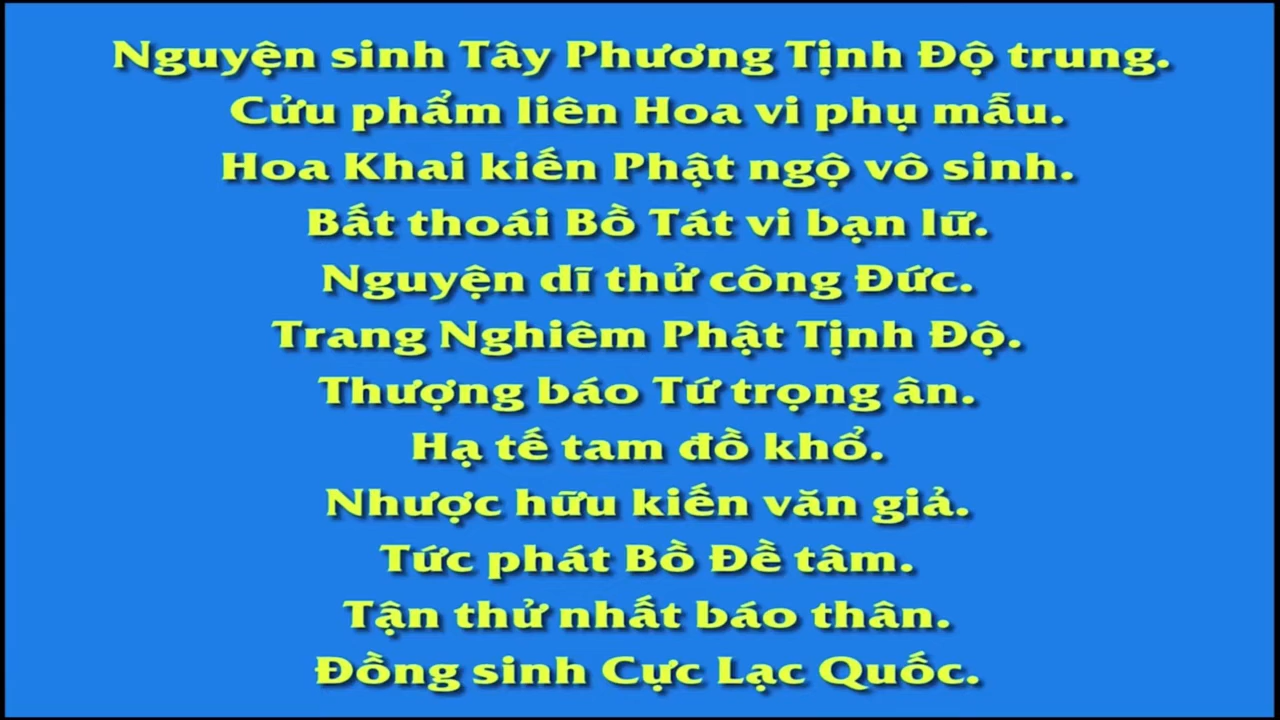 Nguyện sinh Tây Phương Tịnh Độ trung.
Cửu phẩm liên Hoa vi phụ mẫu.
Hoa Khai kiến Phật ngộ vô sinh.
Bất thoái Bồ Tát vi bạn lữ.
Nguyện dĩ thử công Đức.
Trang Nghiêm Phật Tịnh Độ.
Thượng báo Tứ trọng ân.
Hạ tế tam đồ khổ.
Nhược hữu kiến văn giả.
Tức phát Bồ Đề tâm.
Tận thử nhất báo thân.
Đồng sinh Cực Lạc Quốc.